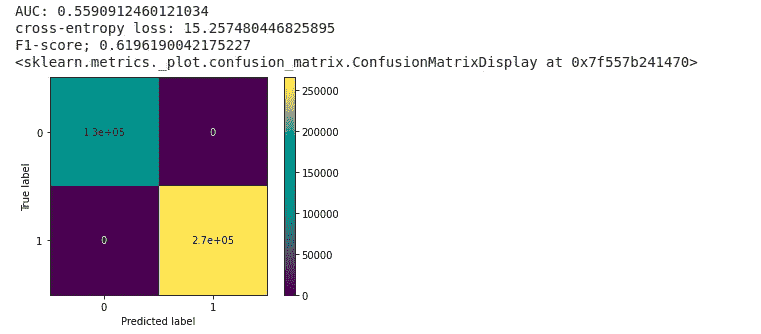 AUC: 0.5590912460121034
cross-entropy loss: 15.257480446825895
F1-score; 0.6196190042175227
<sklearn.metrics._plot.confusion_matrix.ConfusionMatrixDisplay at 0x7f557b241470>
250000
0
1 3e+05
0
200000
True label
150000
100000
1
0
2.7e+05
50000
0
0
1
Predicted label